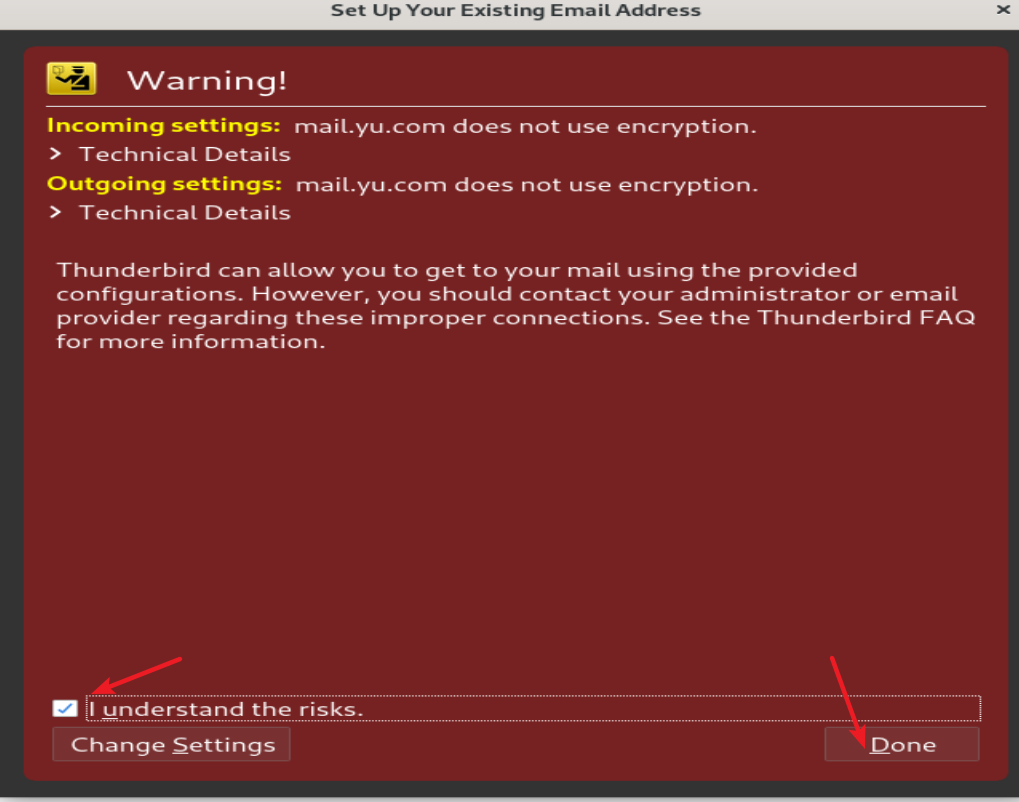 Set Up Your Existing Email Address
Warning!
Incoming settings: mail.yu.com does not use encryption.
Technical Details
Outgoing settings: mail.yu.com does not use encryption.
Technical Details
Thunderbird can allow you to get to your mail using the provided
configurations. However, you should contact your administrator or email
provider regarding these improper connections. See the Thunderbird FAQ
for more information.
I understand the risks.
Change Settings
Done